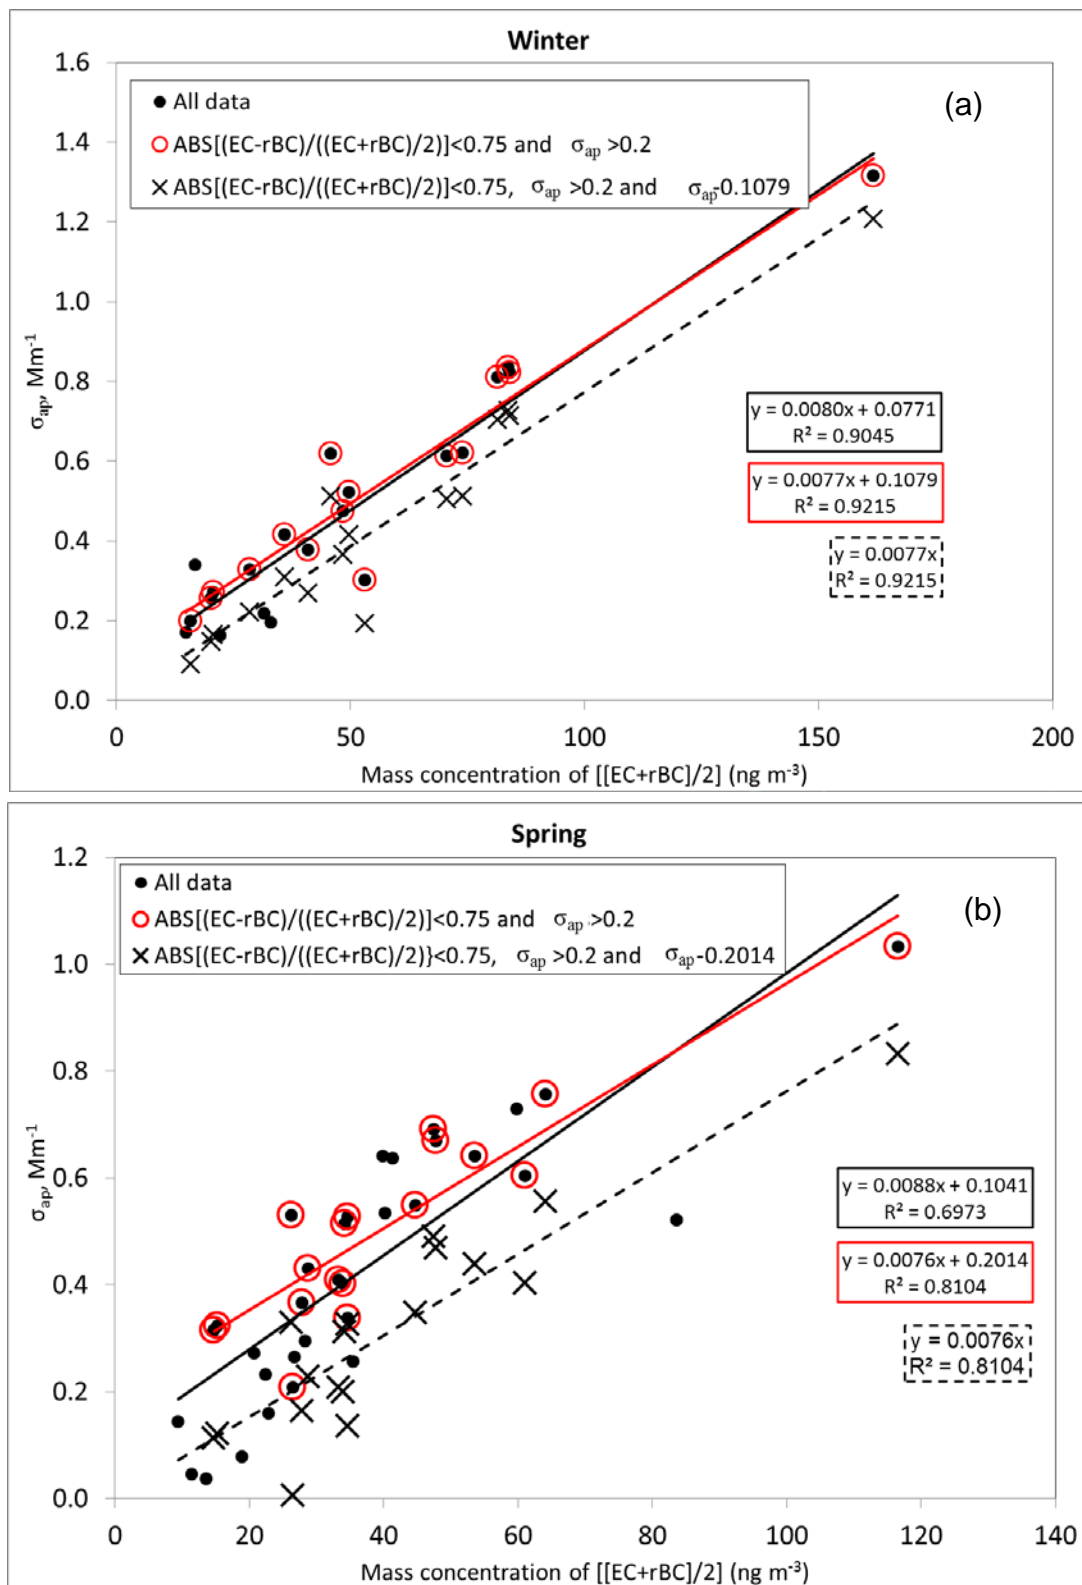 Winter
(a)
All data
ABS[(EC-rBC)/((EC+rBC)/2)]<0.75 and σap >0.2
ABS[(EC-rBC)/((EC+rBC)/2)]<0.75, σap >0.2 and σap-0.1079
1.6
1.4
1.2
1.0
0.8
0.6
0.4
0.2
0.0
σap, Mm-1
y = 0.0080x + 0.0771
R² = 0.9045
y = 0.0077x + 0.1079
R² = 0.9215
y = 0.0077x
R² = 0.9215
0 50 100 150 200
Mass concentration of [[EC+rBC]/2] (ng m-3)
Spring
(b)
All data
ABS[(EC-rBC)/((EC+rBC)/2)]<0.75 and σap >0.2
ABS[(EC-rBC)/((EC+rBC)/2)}<0.75, σap >0.2 and σap-0.2014
1.2
1.0
0.8
0.6
0.4
0.2
0.0
σap, Mm-1
y = 0.0088x + 0.1041
R² = 0.6973
y = 0.0076x + 0.2014
R² = 0.8104
y = 0.0076x
R² = 0.8104
0 20 40 60 80 100 120 140
Mass concentration of [[EC+rBC]/2] (ng m-3)